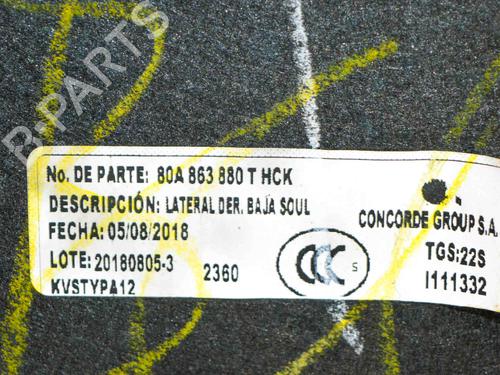 B-PARTS
No. DE PARTE: 80A 863 880 T HCK
DESCRIPCIÓN: LATERAL DER. BAJA SOUL
FECHA: 05/08/2018
LOTE: 20180805-3 2360
KVSTYPA12
CCC S
CONCORDE GROUP S.A.
TGS:22S
I111332